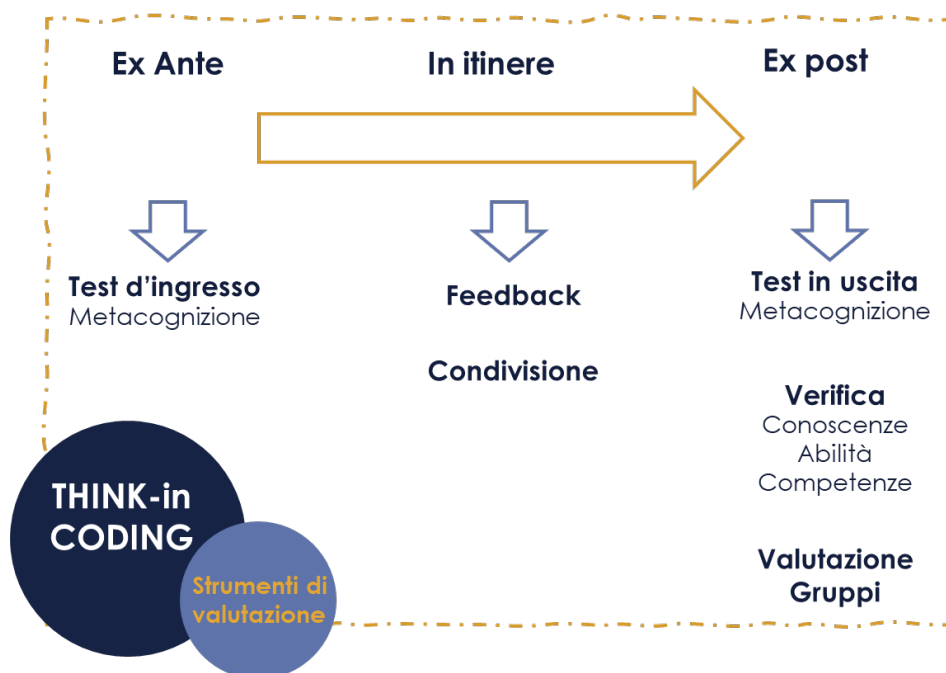 Ex Ante
In itinere
Ex post
Test d’ingresso
Metacognizione
Feedback
Condivisione
Test in uscita
Metacognizione
Verifica
Conoscenze
Abilità
Competenze
Valutazione
Gruppi
THINK-in
CODING
Strumenti di
valutazione